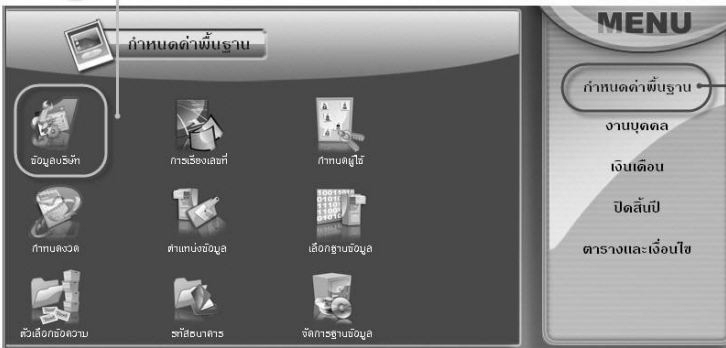 กำหนดค่าพื้นฐาน
ข้อมูลบริษัท
การเรียงเลขที่
กำหนดผู้ใช้
กำหนดงวด
ตำแหน่งข้อมูล
เลือกฐานข้อมูล
ตัวเลือกข้อความ
รหัสธนาคาร
จัดการฐานข้อมูล
MENU
กำหนดค่าพื้นฐาน
งานบุคคล
เงินเดือน
ปิดสิ้นปี
ตารางและเงื่อนไข